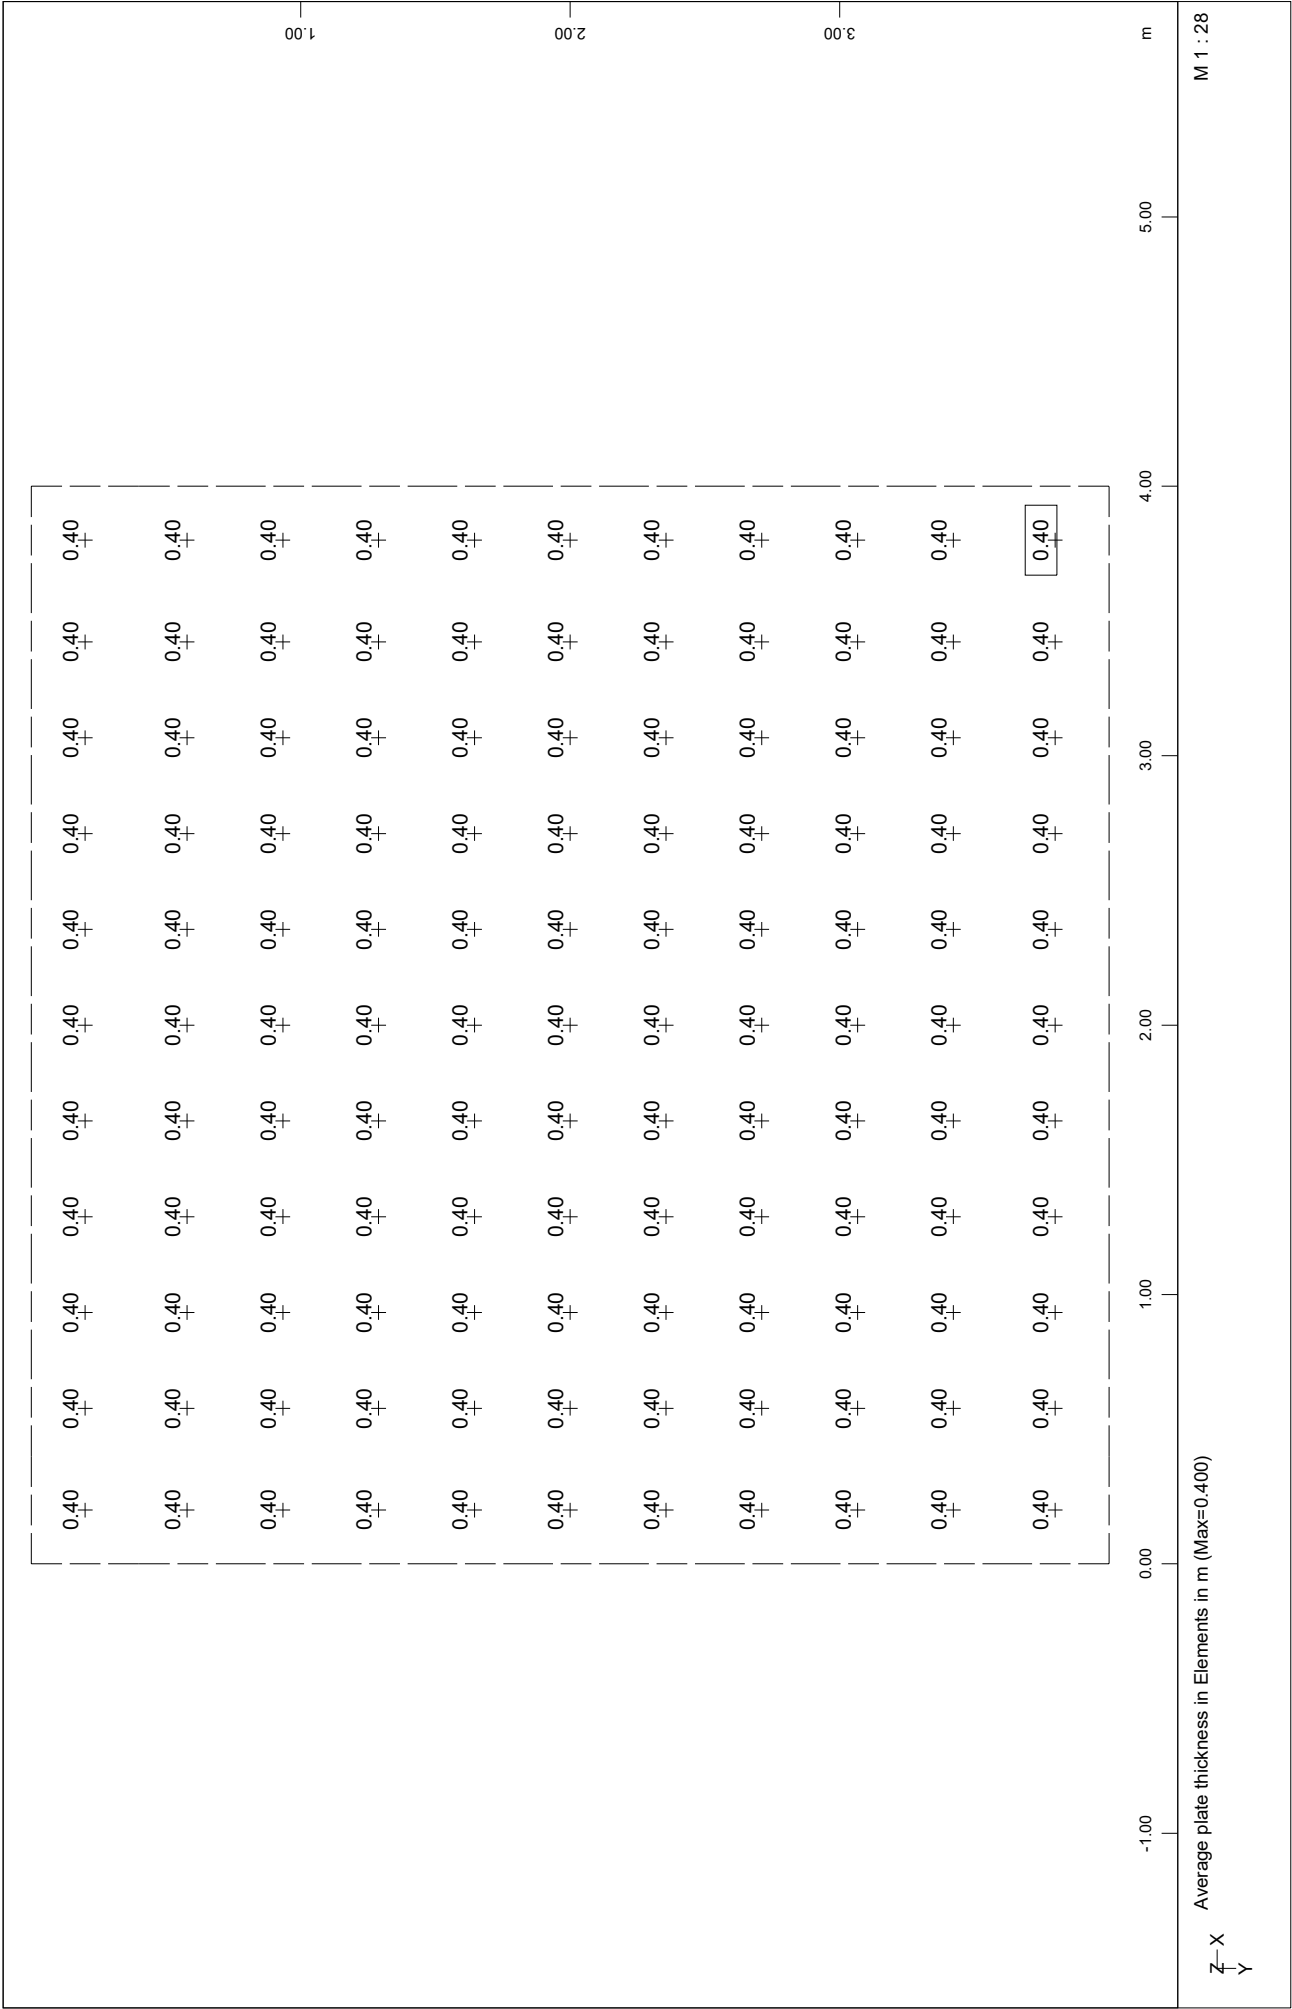 0.40 0.40 0.40 0.40 0.40 0.40 0.40 0.40 0.40 0.40 0.40
0.40 0.40 0.40 0.40 0.40 0.40 0.40 0.40 0.40 0.40 0.40
0.40 0.40 0.40 0.40 0.40 0.40 0.40 0.40 0.40 0.40 0.40
1.00
0.40 0.40 0.40 0.40 0.40 0.40 0.40 0.40 0.40 0.40 0.40
0.40 0.40 0.40 0.40 0.40 0.40 0.40 0.40 0.40 0.40 0.40
0.40 0.40 0.40 0.40 0.40 0.40 0.40 0.40 0.40 0.40 0.40
2.00
0.40 0.40 0.40 0.40 0.40 0.40 0.40 0.40 0.40 0.40 0.40
0.40 0.40 0.40 0.40 0.40 0.40 0.40 0.40 0.40 0.40 0.40
0.40 0.40 0.40 0.40 0.40 0.40 0.40 0.40 0.40 0.40 0.40
3.00
0.40 0.40 0.40 0.40 0.40 0.40 0.40 0.40 0.40 0.40 0.40
0.40 0.40 0.40 0.40 0.40 0.40 0.40 0.40 0.40 0.40 0.40
-1.00 0.00 1.00 2.00 3.00 4.00 5.00 m
Average plate thickness in Elements in m (Max=0.400)
M 1 : 28
Z X
Y